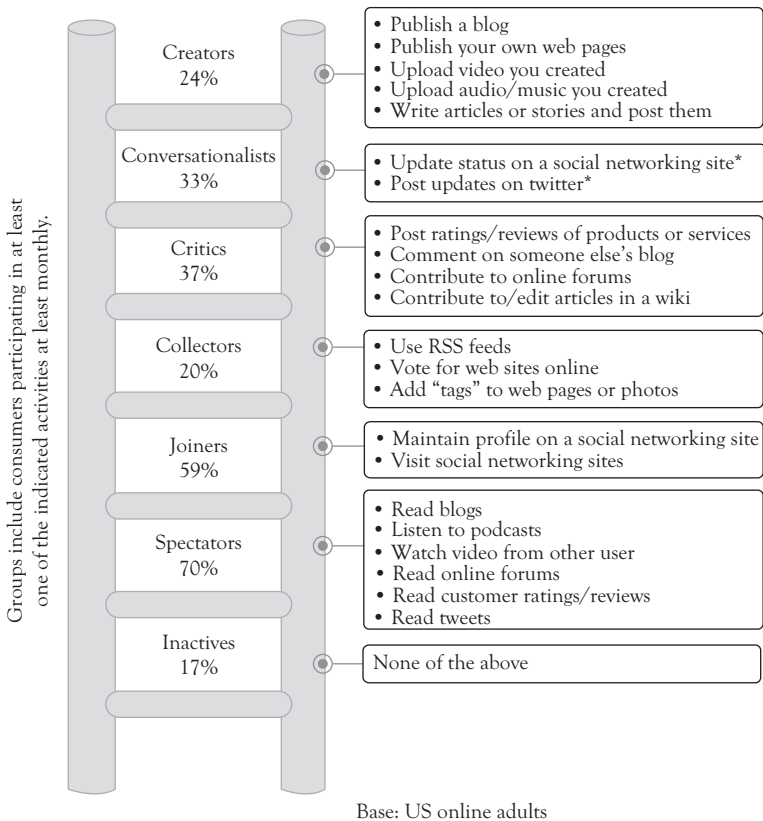 Groups include consumers participating in at least
one of the indicated activities at least monthly.
Creators
24%
• Publish a blog
• Publish your own web pages
• Upload video you created
• Upload audio/music you created
• Write articles or stories and post them
Conversationalists
33%
• Update status on a social networking site*
• Post updates on twitter*
Critics
37%
• Post ratings/reviews of products or services
• Comment on someone else's blog
• Contribute to online forums
• Contribute to/edit articles in a wiki
Collectors
20%
• Use RSS feeds
• Vote for web sites online
• Add “tags” to web pages or photos
Joiners
59%
• Maintain profile on a social networking site
• Visit social networking sites
Spectators
70%
• Read blogs
• Listen to podcasts
• Watch video from other user
• Read online forums
• Read customer ratings/reviews
• Read tweets
Inactives
17%
None of the above
Base: US online adults